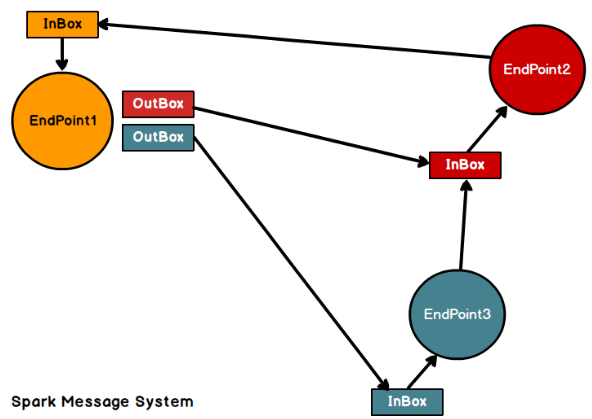 InBox
EndPoint2
OutBox
EndPoint1
OutBox
InBox
EndPoint3
Spark Message System
InBox